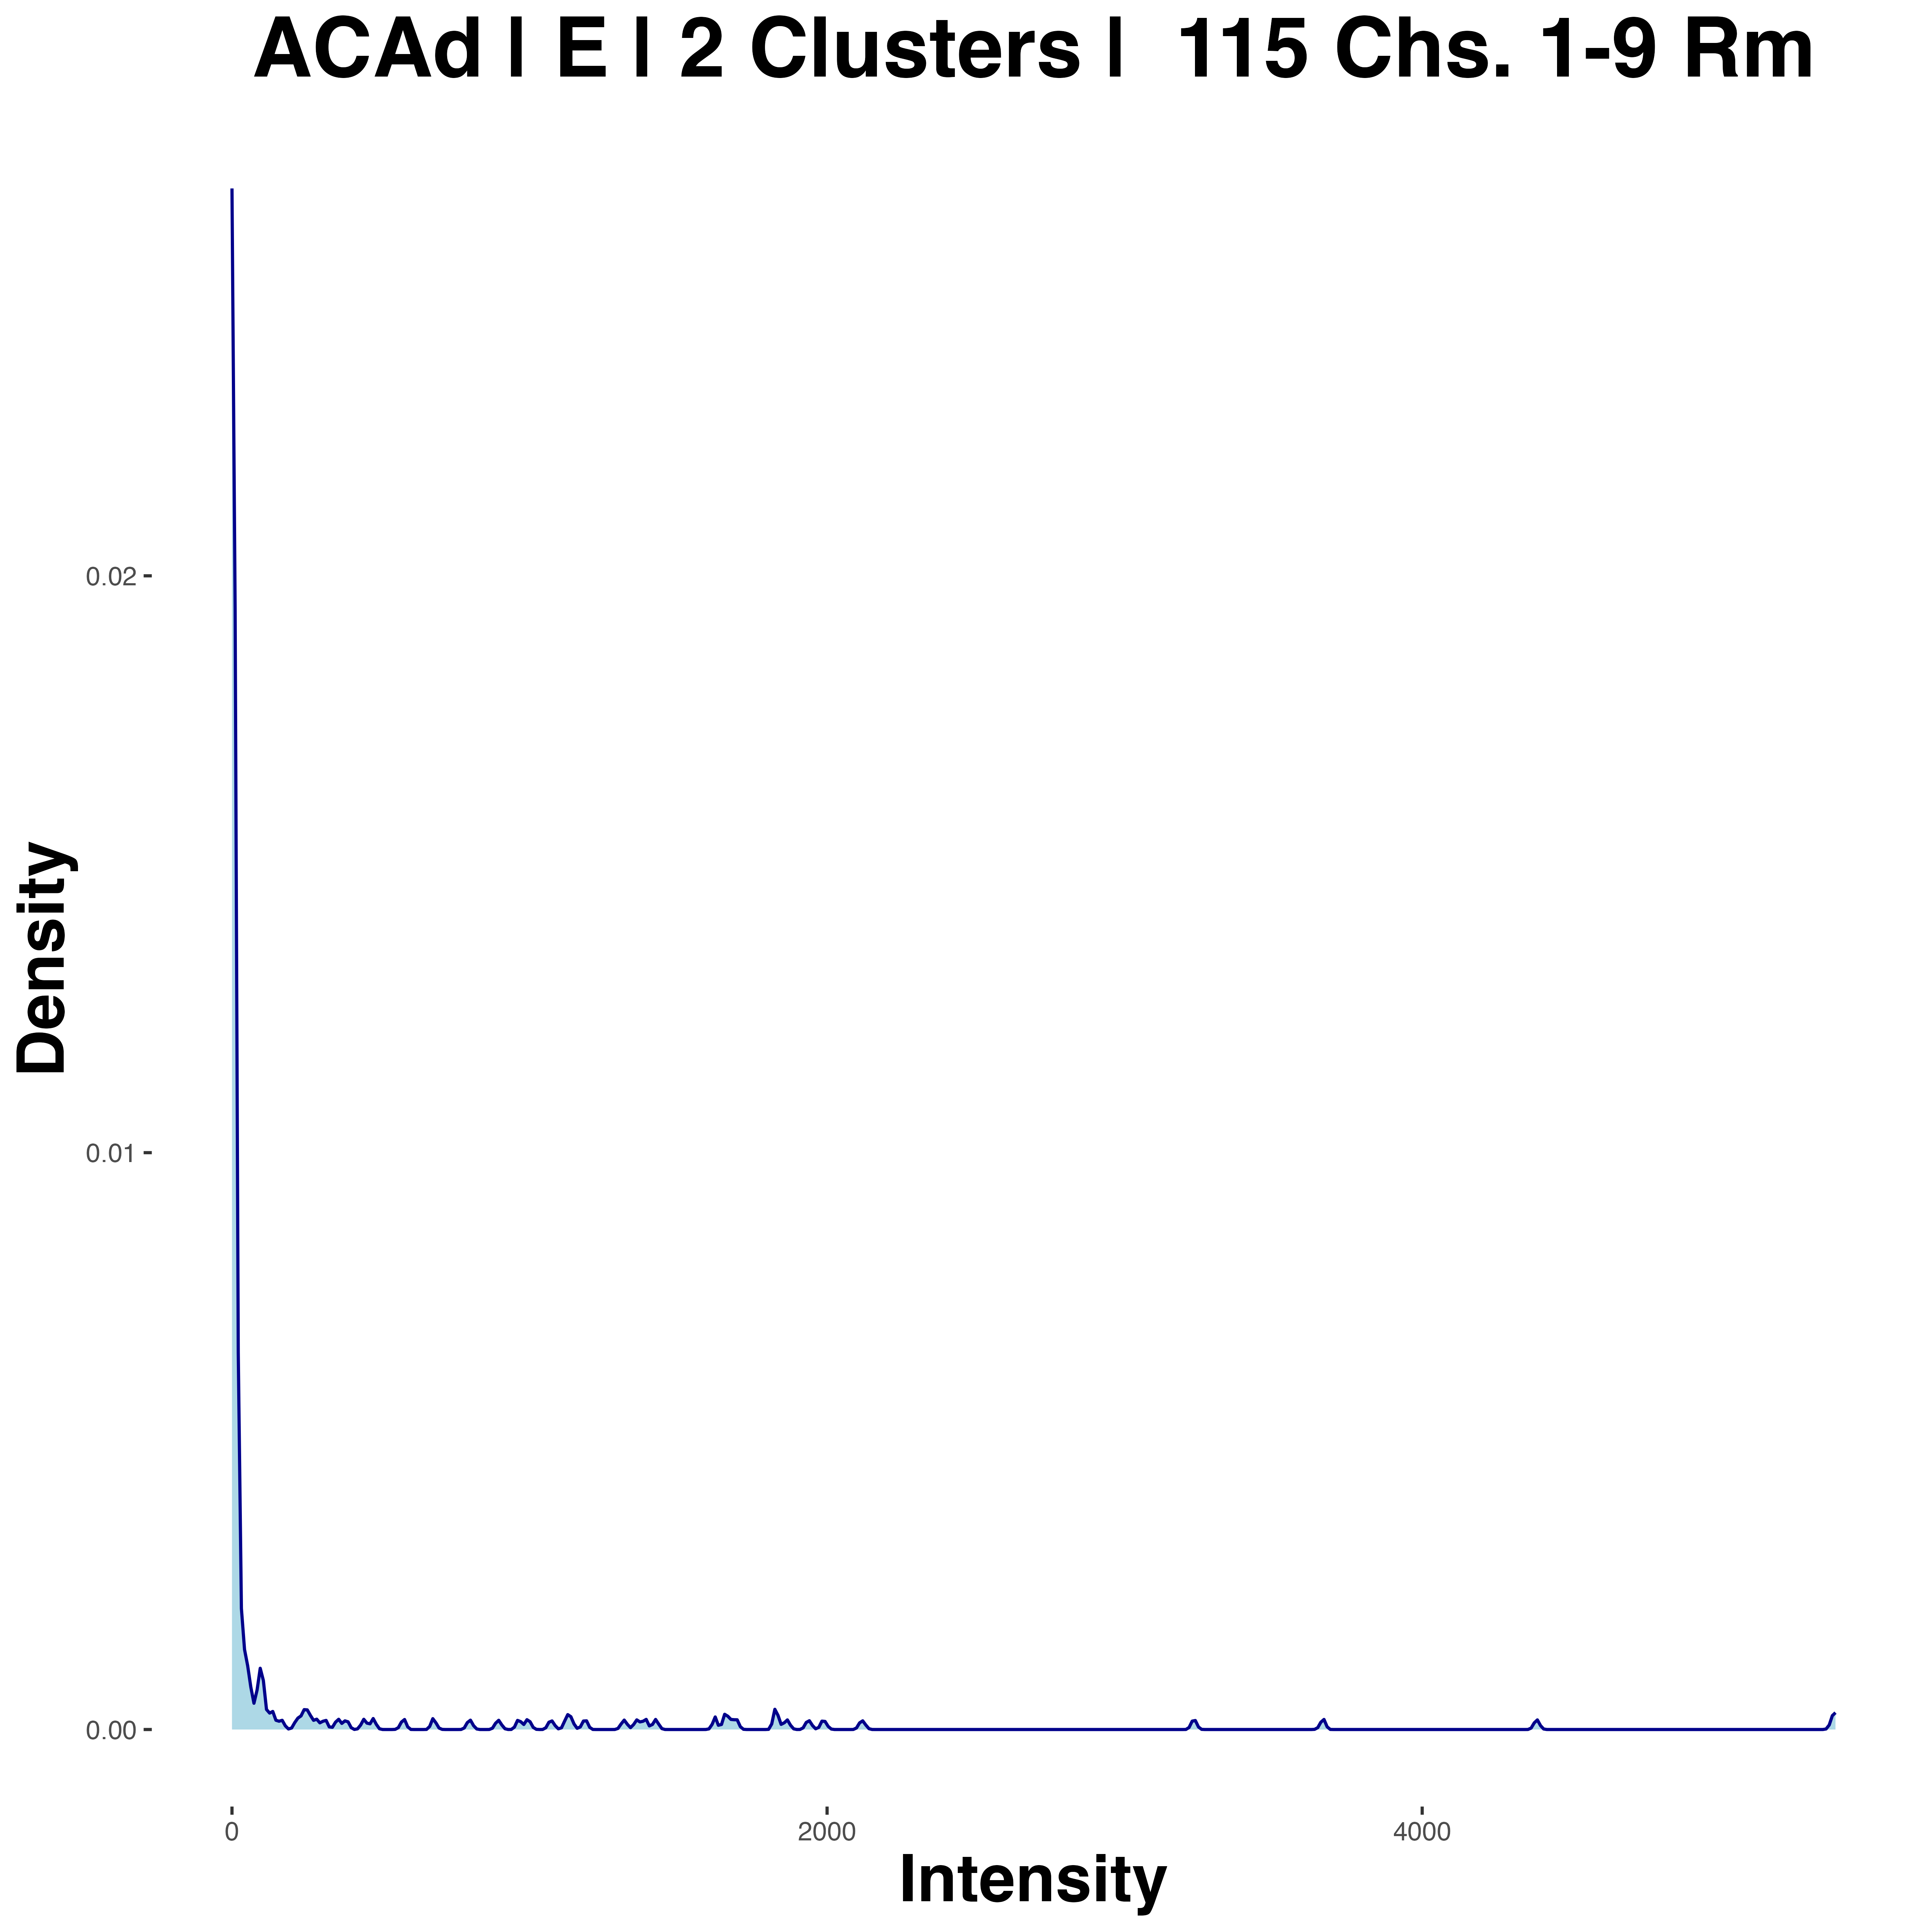 ACAd | E | 2 Clusters |  115 Chs. 1-9 Rm
Density
0.02
0.01
0.00
0
2000
4000
Intensity